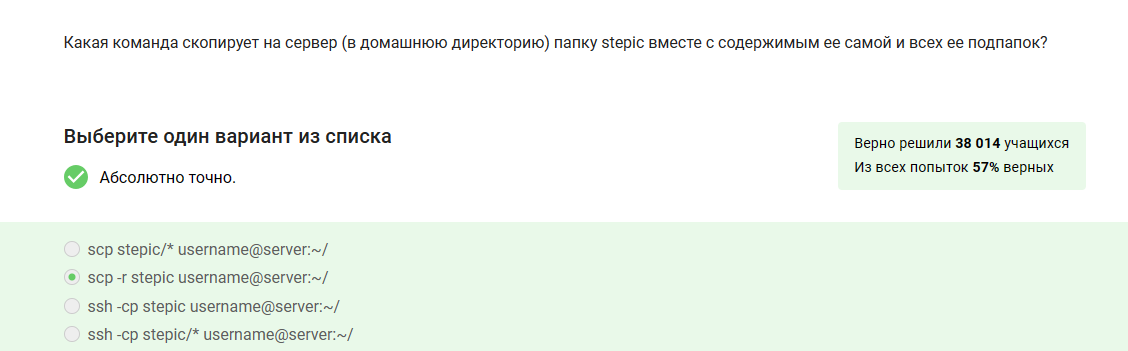 Какая команда скопирует на сервер (в домашнюю директорию) папку stepic вместе с содержимым ее самой и всех ее подпапок?
Выберите один вариант из списка
Абсолютно точно.
Верно решили 38 014 учащихся
Из всех попыток 57% верных
scp stepic/* username@server:~/
scp -r stepic username@server:~/
ssh -cp stepic username@server:~/
ssh -cp stepic/* username@server:~/